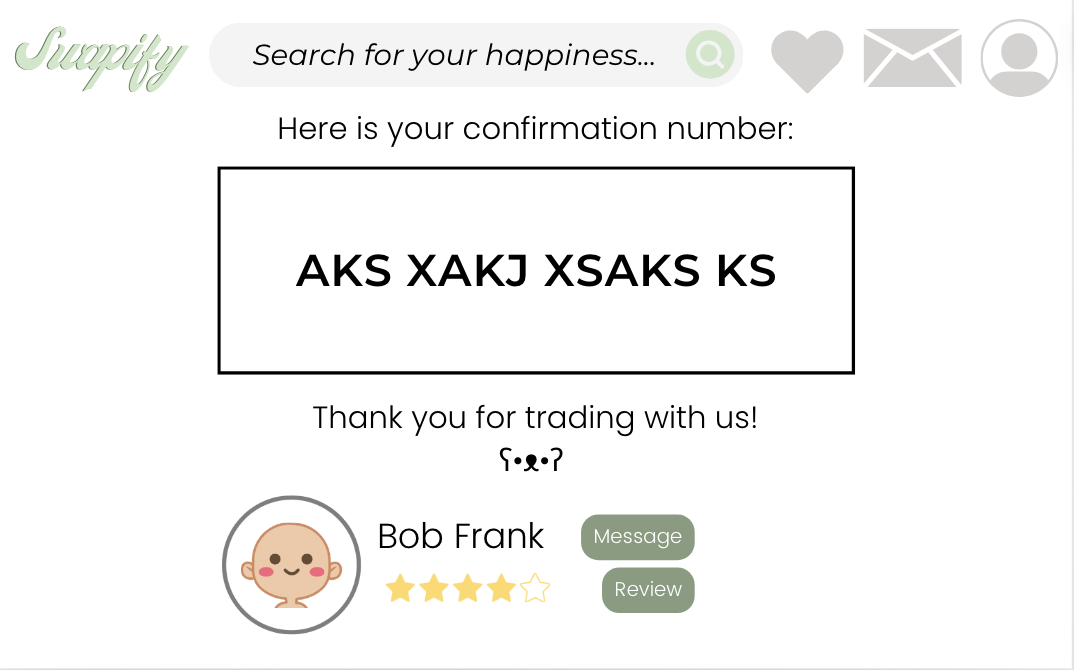 Swapify
Search for your happiness...
Here is your confirmation number:
AKS XAKJ XSAKS KS
Thank you for trading with us!
ʕ•ᴥ•ʔ
Bob Frank
Message
Review